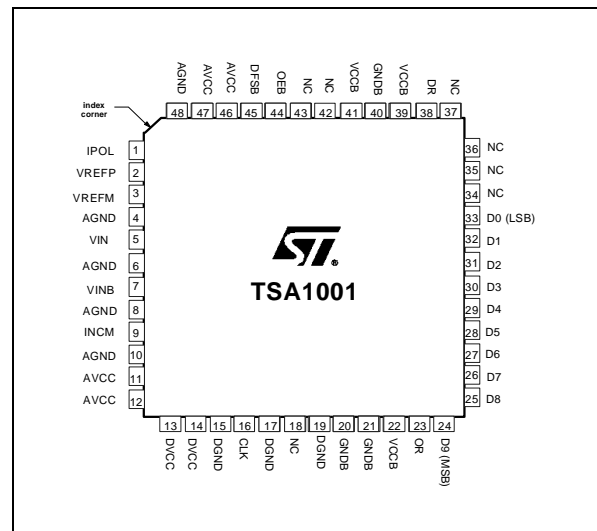 AGND AVCC AVCC DFSB OEB NC NC VCCB GNDB VCCB DR NC
index
corner
48 47 46 45 44 43 42 41 40 39 38 37
IPOL 1 36 NC
VREFP 2 35 NC
VREFM 3 34 NC
AGND 4 33 D0 (LSB)
VIN 5 32 D1
AGND 6 31 D2
VINB 7 30 D3
AGND 8 29 D4
INCM 9 28 D5
AGND 10 27 D6
AVCC 11 26 D7
AVCC 12 25 D8
ST®
TSA1001
13 14 15 16 17 18 19 20 21 22 23 24
DVCC DVCC DGND CLK DGND NC DGND GNDB GNDB VCCB OR D9 (MSB)